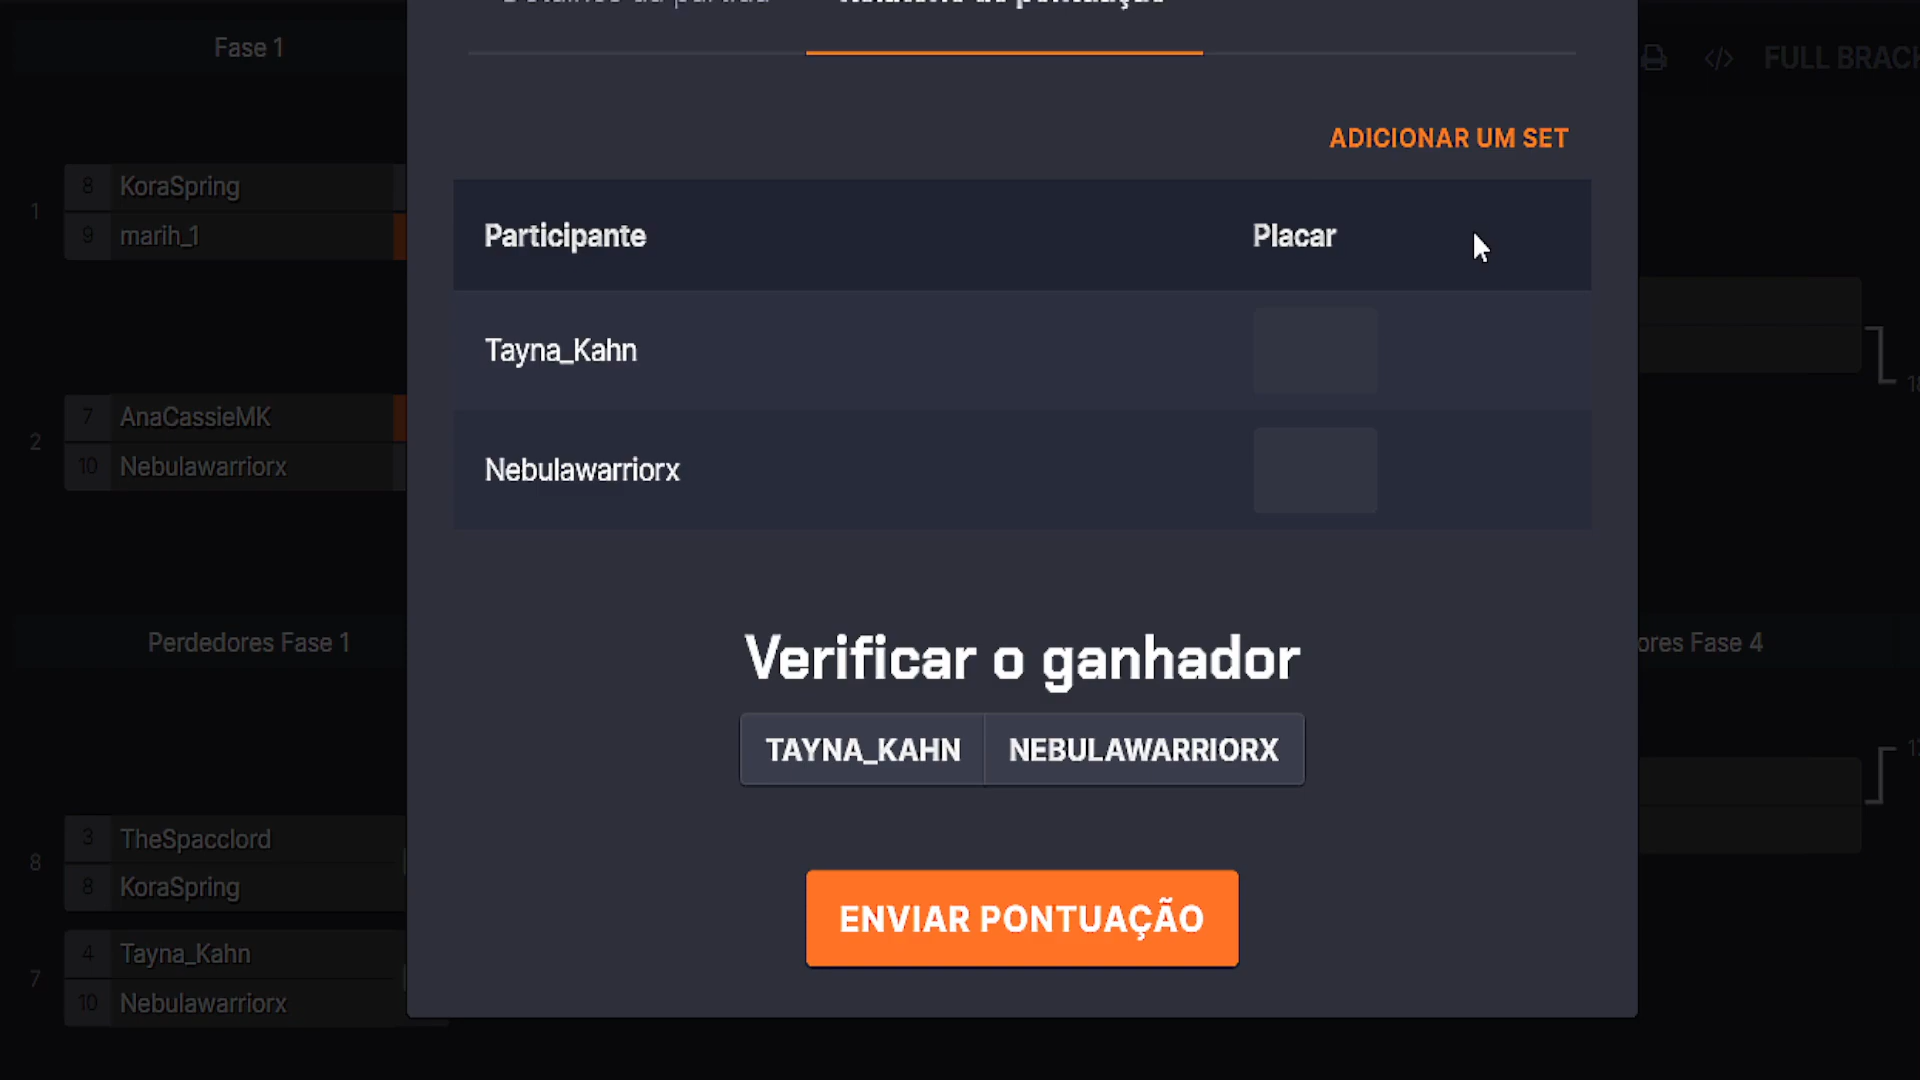 Fase 1
FULL BRACK
1
8 KoraSpring
9 marih_1
2
7 AnaCassieMK
10 Nebulawarriorx
Perdedores Fase 1
8
3 TheSpacclord
8 KoraSpring
7
4 Tayna_Kahn
10 Nebulawarriorx
ADICIONAR UM SET
Participante Placar
Tayna_Kahn
Nebulawarriorx
Verificar o ganhador
TAYNA_KAHN NEBULAWARRIORX
ENVIAR PONTUAÇÃO
ores Fase 4